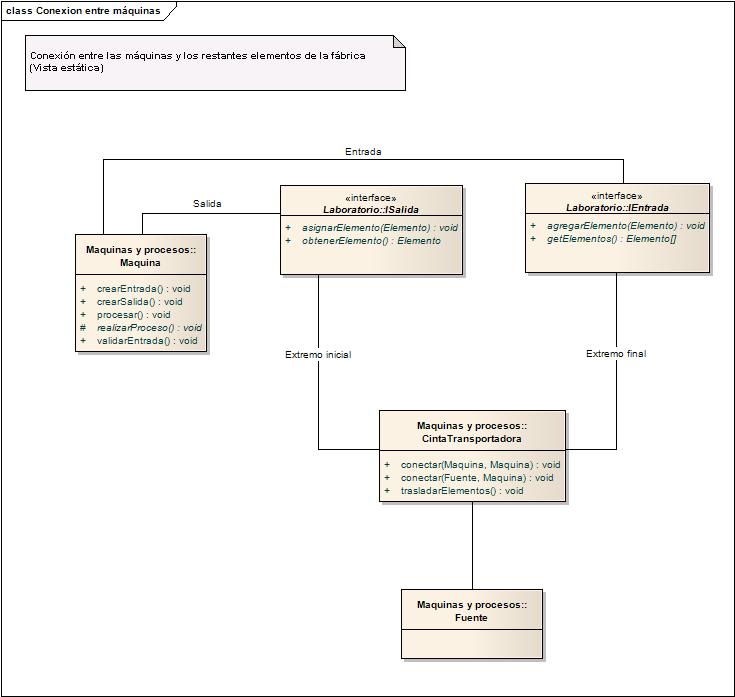 class Conexion entre máquinas
Conexión entre las máquinas y los restantes elementos de la fábrica
(Vista estática)
Entrada
Salida
«interface»
Laboratorio::ISalida
+ asignarElemento(Elemento) : void
+ obtenerElemento() : Elemento
«interface»
Laboratorio::IEntrada
+ agregarElemento(Elemento) : void
+ getElementos() : Elemento[]
Maquinas y procesos::
Maquina
+ crearEntrada() : void
+ crearSalida() : void
+ procesar() : void
# realizarProceso() : void
+ validarEntrada() : void
Extremo inicial
Extremo final
Maquinas y procesos::
CintaTransportadora
+ conectar(Maquina, Maquina) : void
+ conectar(Fuente, Maquina) : void
+ trasladarElementos() : void
Maquinas y procesos::
Fuente